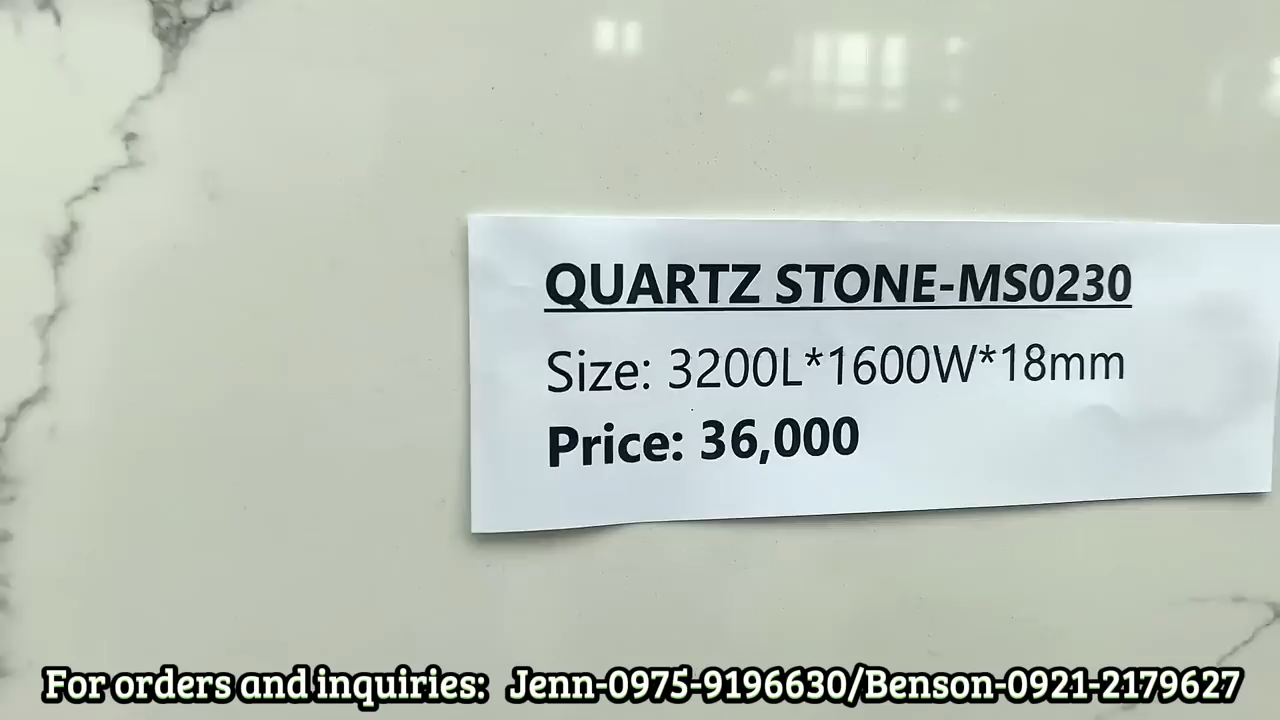 QUARTZ STONE-MS0230
Size: 3200L*1600W*18mm
Price: 36,000
For orders and inquiries: Jenn-0975-9196630/Benson-0921-2179627